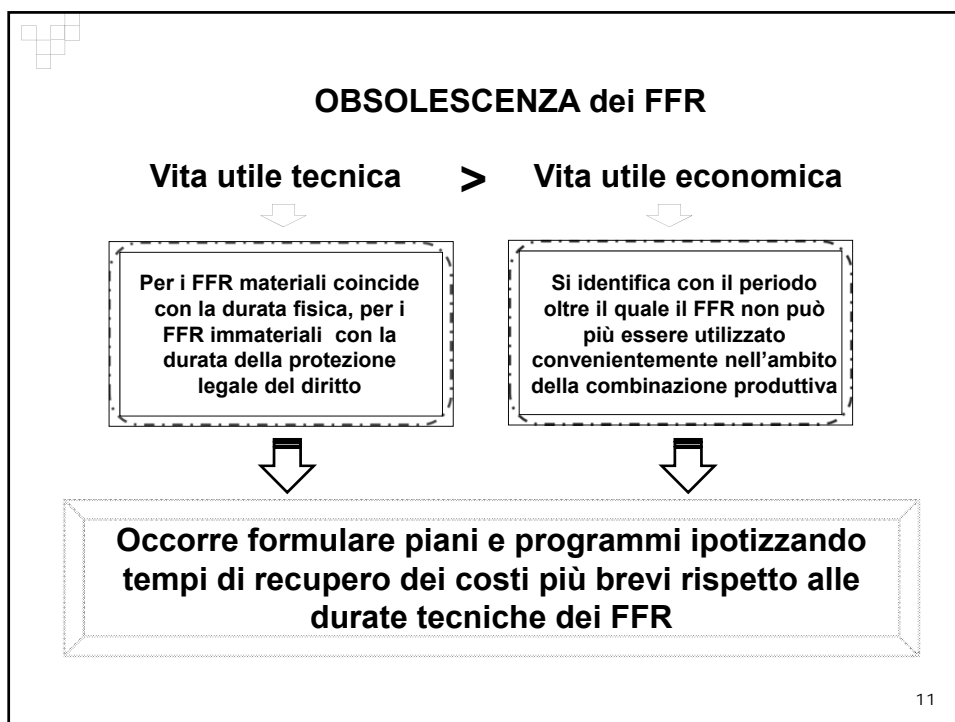 OBSOLESCENZA dei FFR
Vita utile tecnica > Vita utile economica
Per i FFR materiali coincide
con la durata fisica, per i
FFR immateriali con la
durata della protezione
legale del diritto
Si identifica con il periodo
oltre il quale il FFR non può
più essere utilizzato
convenientemente nell'ambito
della combinazione produttiva
Occorre formulare piani e programmi ipotizzando
tempi di recupero dei costi più brevi rispetto alle
durate tecniche dei FFR
11